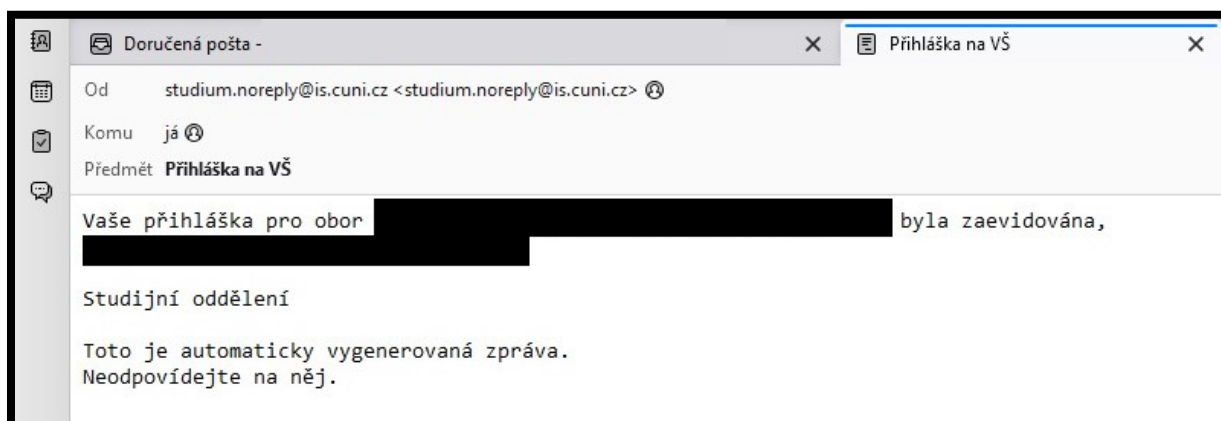 Doručená pošta -
Přihláška na VŠ
Od studium.noreply@is.cuni.cz <studium.noreply@is.cuni.cz>
Komu já
Předmět Přihláška na VŠ
Vaše přihláška pro obor byla zaevidována,
Studijní oddělení
Toto je automaticky vygenerovaná zpráva.
Neodpovídejte na něj.